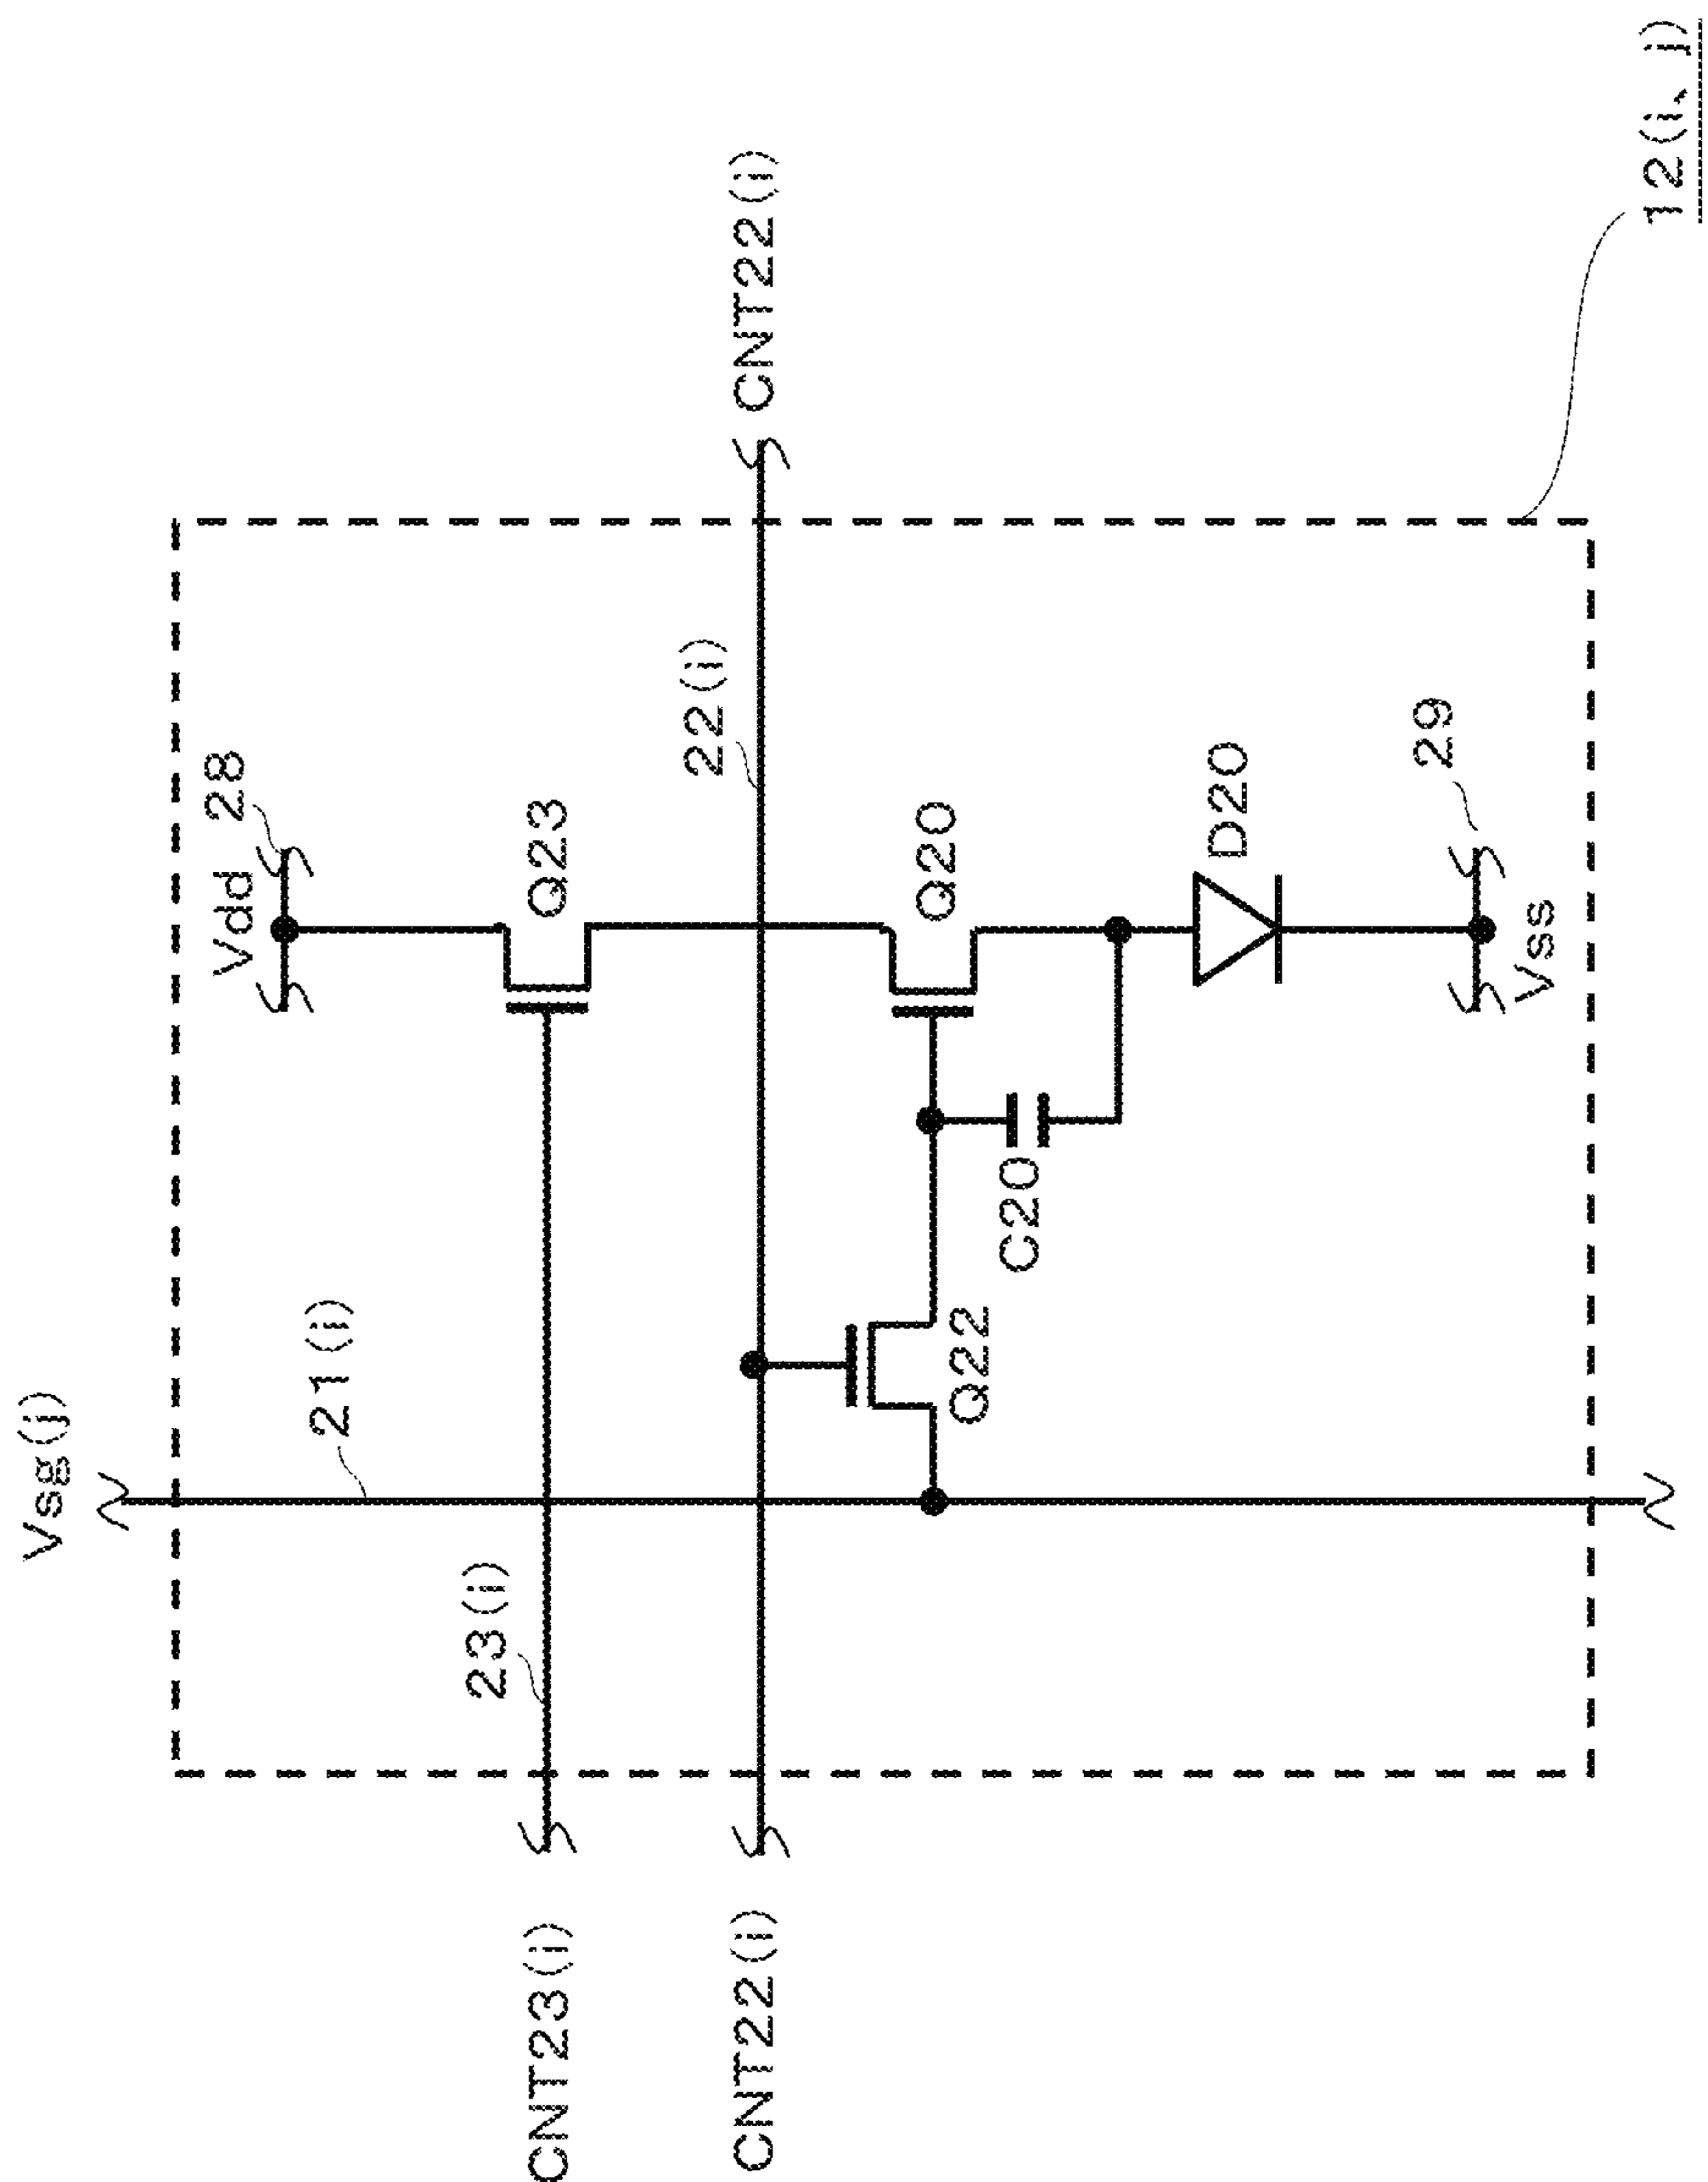 Vsg(j)
28
Vdd
21(i)
23(i)
CNT23(i)
Q23
22(i)
CNT22(i)
CNT22(i)
Q20
Q22
C20
D20
29
Vss
12(i、j)